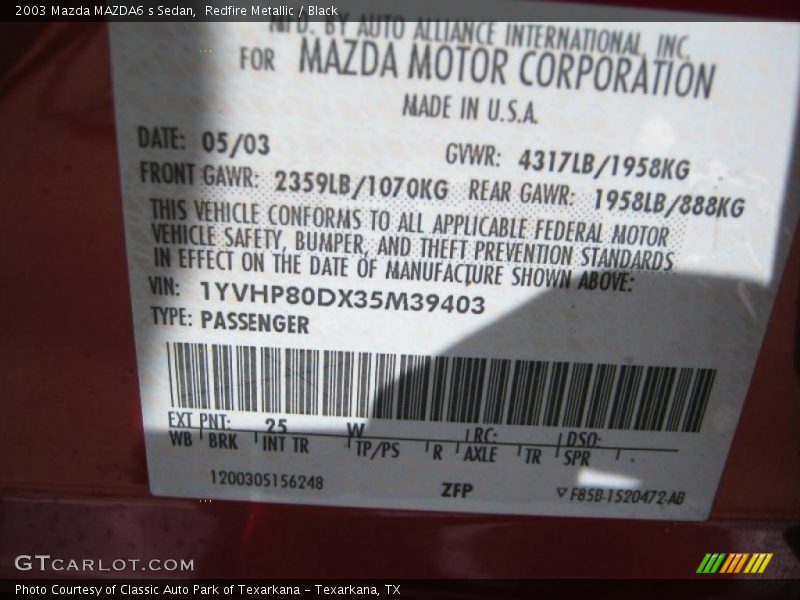 2003 Mazda MAZDA6 s Sedan, Redfire Metallic / Black
MFD. BY AUTO ALLIANCE INTERNATIONAL, INC.
FOR MAZDA MOTOR CORPORATION
MADE IN U.S.A.
DATE: 05/03 GVWR: 4317LB/1958KG
FRONT GAWR: 2359LB/1070KG REAR GAWR: 1958LB/888KG
THIS VEHICLE CONFORMS TO ALL APPLICABLE FEDERAL MOTOR
VEHICLE SAFETY, BUMPER, AND THEFT PREVENTION STANDARDS
IN EFFECT ON THE DATE OF MANUFACTURE SHOWN ABOVE:
VIN: 1YVHP80DX35M39403
TYPE: PASSENGER
EXT PNT: 25 W RC: DSO:
WB BRK INT TR TP/PS R AXLE TR SPR
1200305156248 ZFP F85B-1520472-AB
GTCARLOT.COM
Photo Courtesy of Classic Auto Park of Texarkana - Texarkana, TX